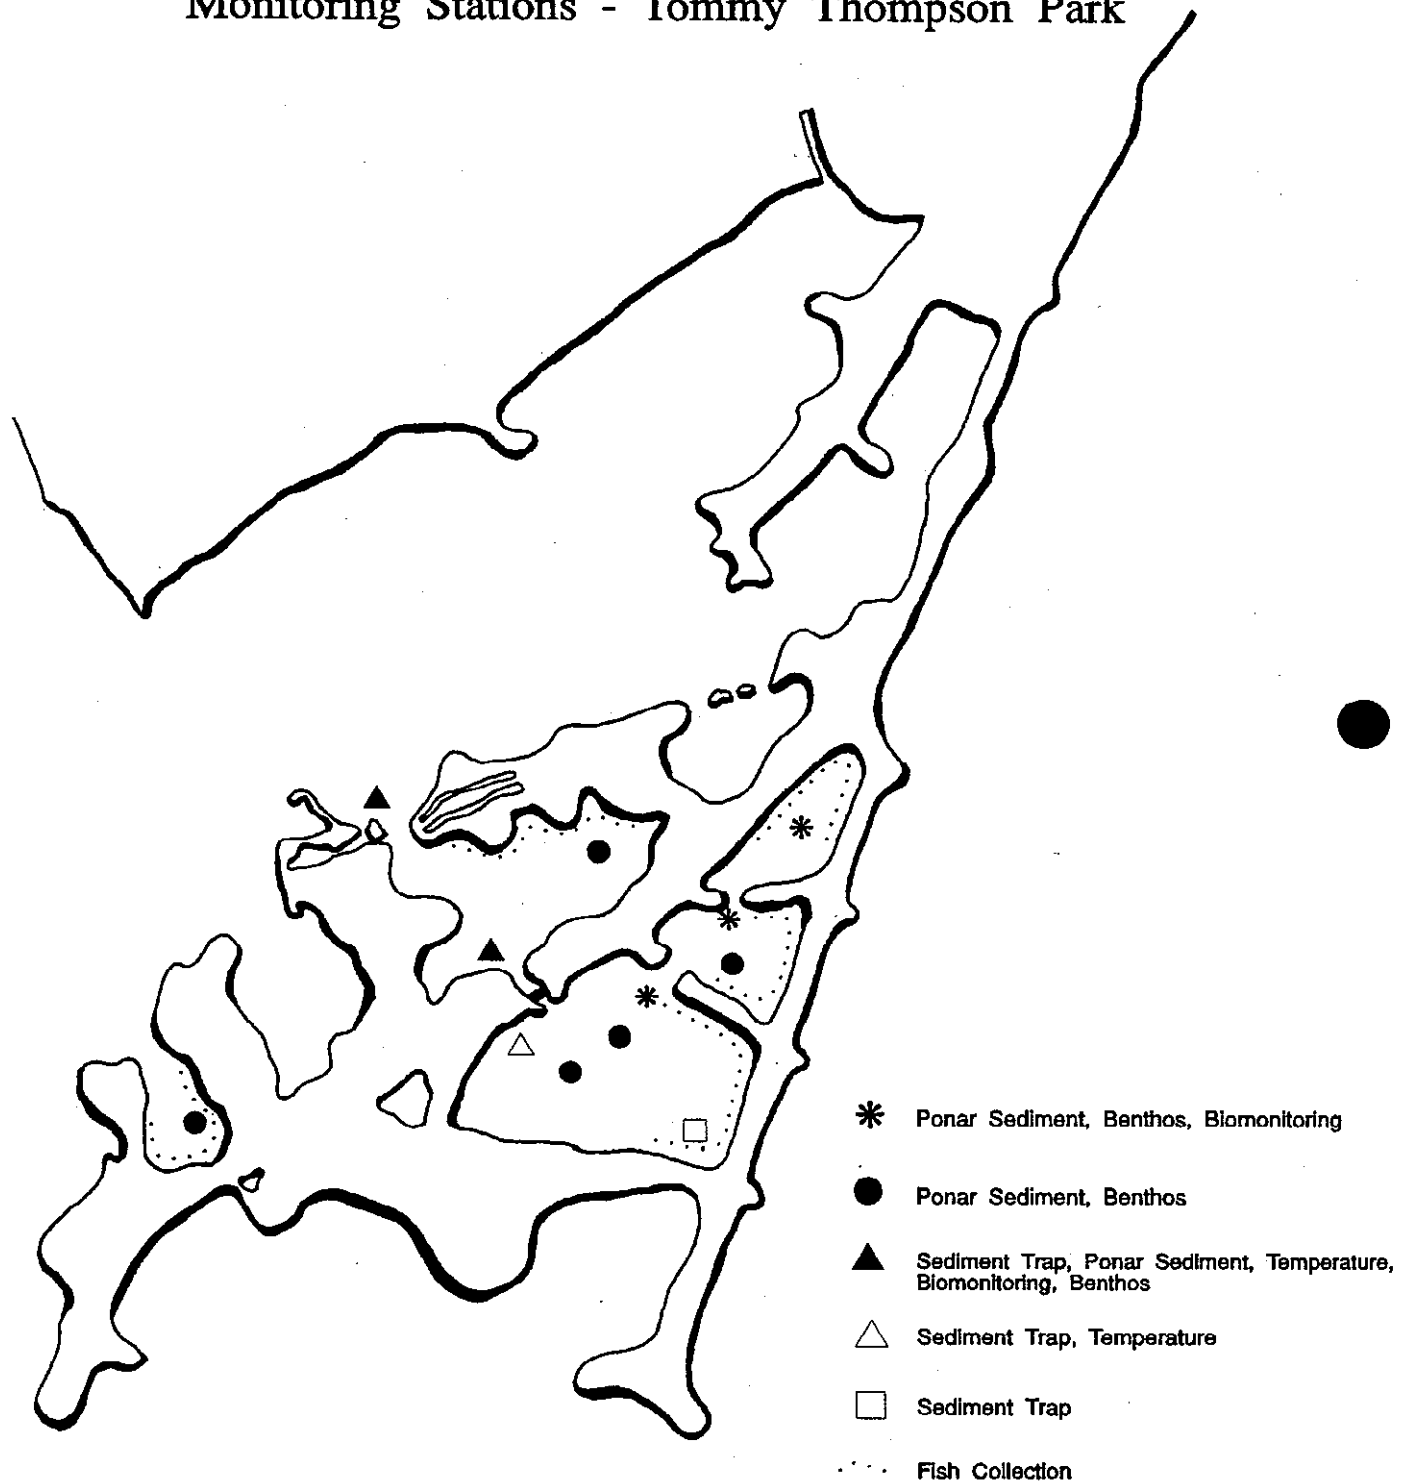 Monitoring Stations - Tommy Thompson Park
Ponar Sediment, Benthos, Biomonitoring
Ponar Sediment, Benthos
Sediment Trap, Ponar Sediment, Temperature,
Biomonitoring, Benthos
Sediment Trap, Temperature
Sediment Trap
Fish Collection